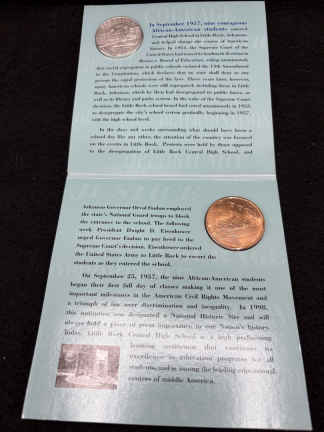 In September 1957, nine courageous
African-American students entered
Central High School in Little Rock, Arkansas
and helped change the course of American
history. In 1954, the Supreme Court of the
United States had issued its landmark decision in
Brown v. Board of Education, ruling unanimously
that racial segregation in public schools violated the 14th Amendment
to the Constitution, which declares that no state shall deny to any
person the equal protection of the laws. Three years later, however,
many American schools were still segregated, including those in Little
Rock, Arkansas, which by then had desegregated its public buses, as
well as its library and parks system. In the wake of the Supreme Court
decision, the Little Rock school board had voted unanimously in 1955
to desegregate the city's school system gradually, beginning in 1957,
with the high school level.
In the days and weeks surrounding what should have been a
school day like any other, the attention of the country was focused
on the events in Little Rock. Protests were held by those opposed
to the desegregation of Little Rock Central High School, and
Arkansas Governor Orval Faubus employed
the state's National Guard troops to block
the entrance to the school. The following
week President Dwight D. Eisenhower
urged Governor Faubus to pay heed to the
Supreme Court's decision. Eisenhower ordered
the United States Army to Little Rock to escort the
students as they entered the school.
On September 25, 1957, the nine African-American students
began their first full day of classes making it one of the most
important milestones in the American Civil Rights Movement and
a triumph of law over discrimination and inequality. In 1998,
this institution was designated a National Historic Site and will
always hold a place of great importance in our Nation's history.
Today, Little Rock Central High School is a high performing
learning institution that continues its
excellence in education programs for all
students, and is among the leading educational
centers of middle America.